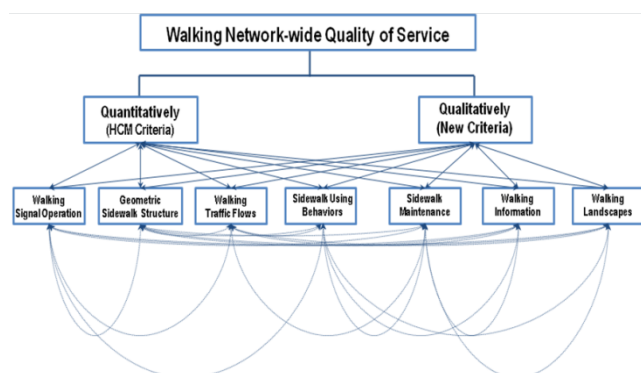 Walking Network-wide Quality of Service
Quantitatively
(HCM Criteria)
Qualitatively
(New Criteria)
Walking
Signal Operation
Geometric
Sidewalk Structure
Walking
Traffic Flows
Sidewalk Using
Behaviors
Sidewalk
Maintenance
Walking
Information
Walking
Landscapes